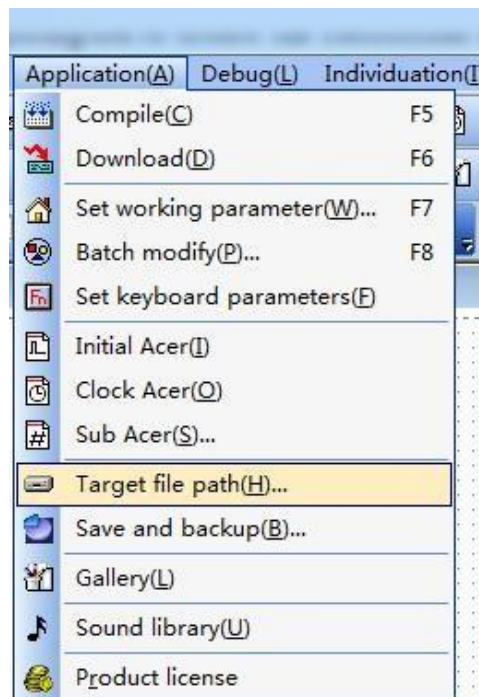 Application(A) Debug(L) Individuation(I
Compile(C) F5
Download(D) F6
Set working parameter(W)... F7
Batch modify(P)... F8
Set keyboard parameters(F)
Initial Acer(I)
Clock Acer(O)
Sub Acer(S)...
Target file path(H)...
Save and backup(B)...
Gallery(L)
Sound library(U)
Product license